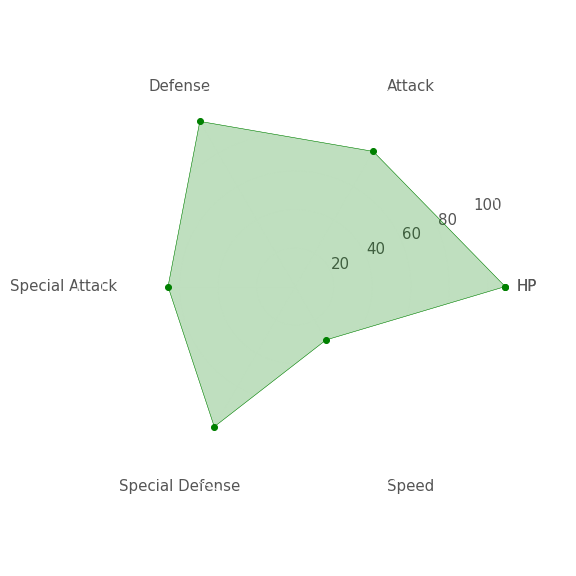 Defense
Attack
100
80
60
40
20
Special Attack
HP
Special Defense
Speed